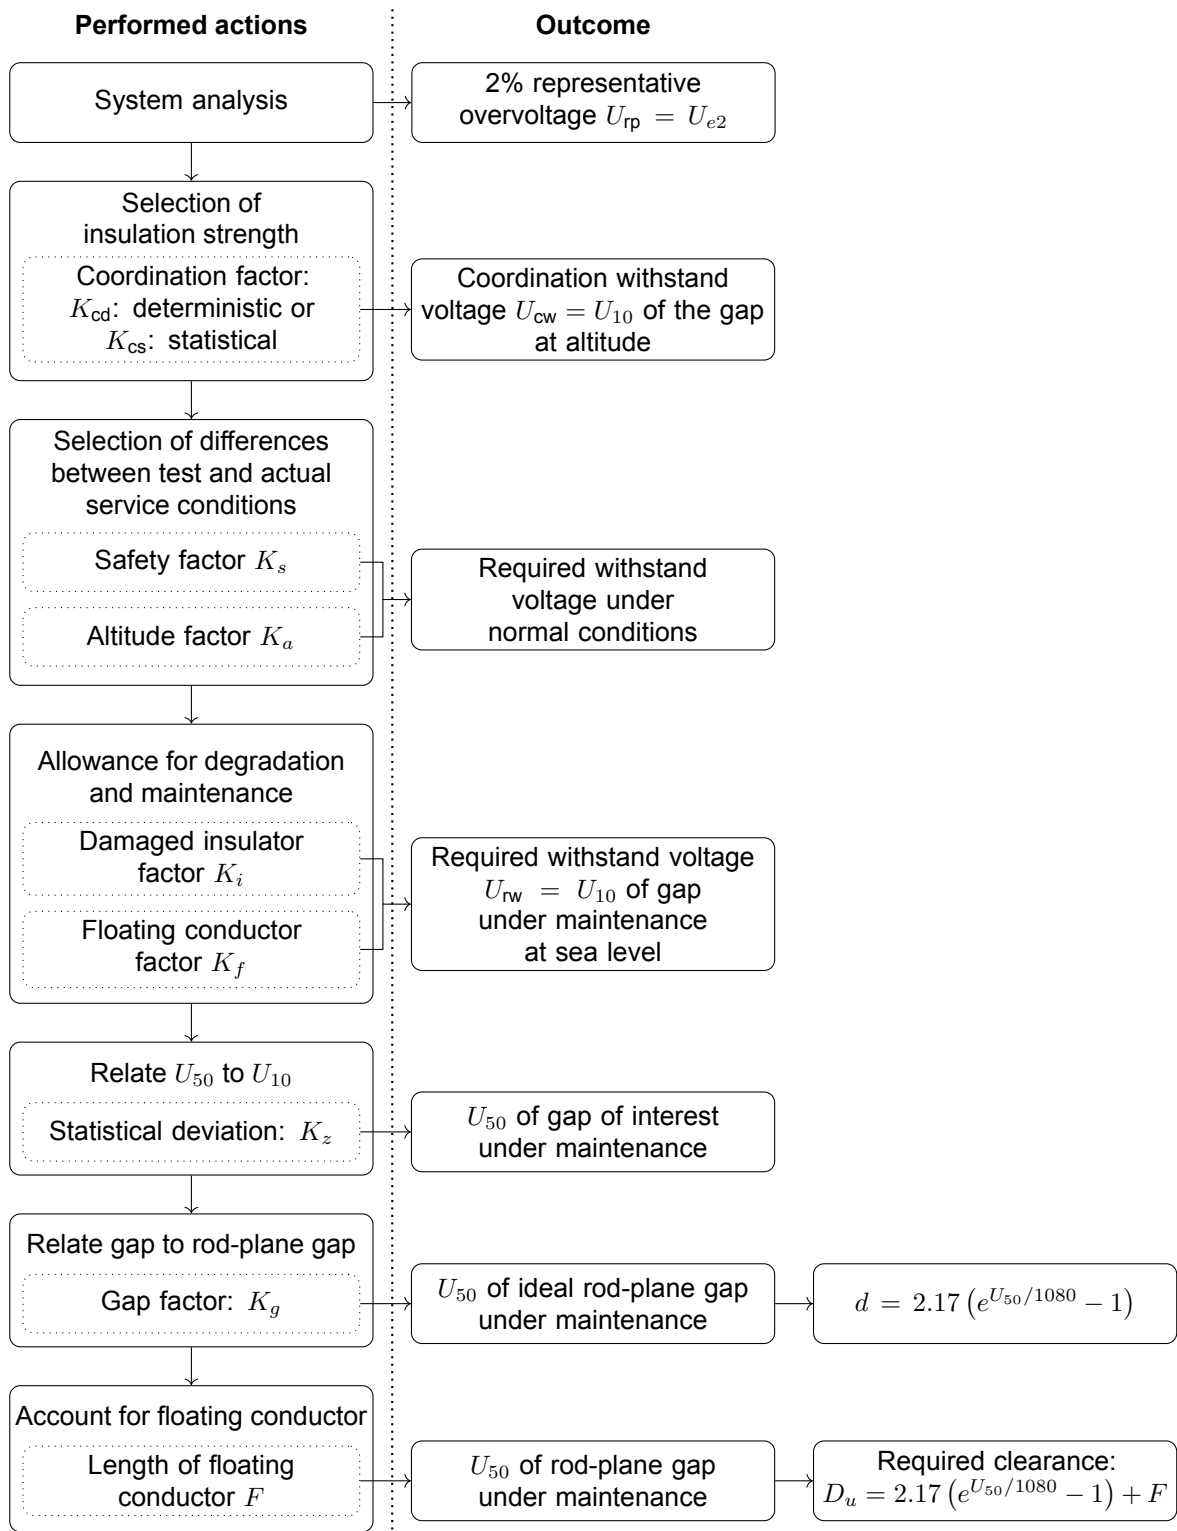 Performed actions
Outcome
System analysis
2% representative
overvoltage U_rp = U_e2
Selection of
insulation strength
Coordination factor:
K_cd: deterministic or
K_cs: statistical
Coordination withstand
voltage U_cw = U_10 of the gap
at altitude
Selection of differences
between test and actual
service conditions
Safety factor K_s
Altitude factor K_a
Required withstand
voltage under
normal conditions
Allowance for degradation
and maintenance
Damaged insulator
factor K_i
Floating conductor
factor K_f
Required withstand voltage
U_rw = U_10 of gap
under maintenance
at sea level
Relate U_50 to U_10
Statistical deviation: K_z
U_50 of gap of interest
under maintenance
Relate gap to rod-plane gap
Gap factor: K_g
U_50 of ideal rod-plane gap
under maintenance
d = 2.17 (e^{U_50/1080} − 1)
Account for floating conductor
Length of floating
conductor F
U_50 of rod-plane gap
under maintenance
Required clearance:
D_u = 2.17 (e^{U_50/1080} − 1) + F